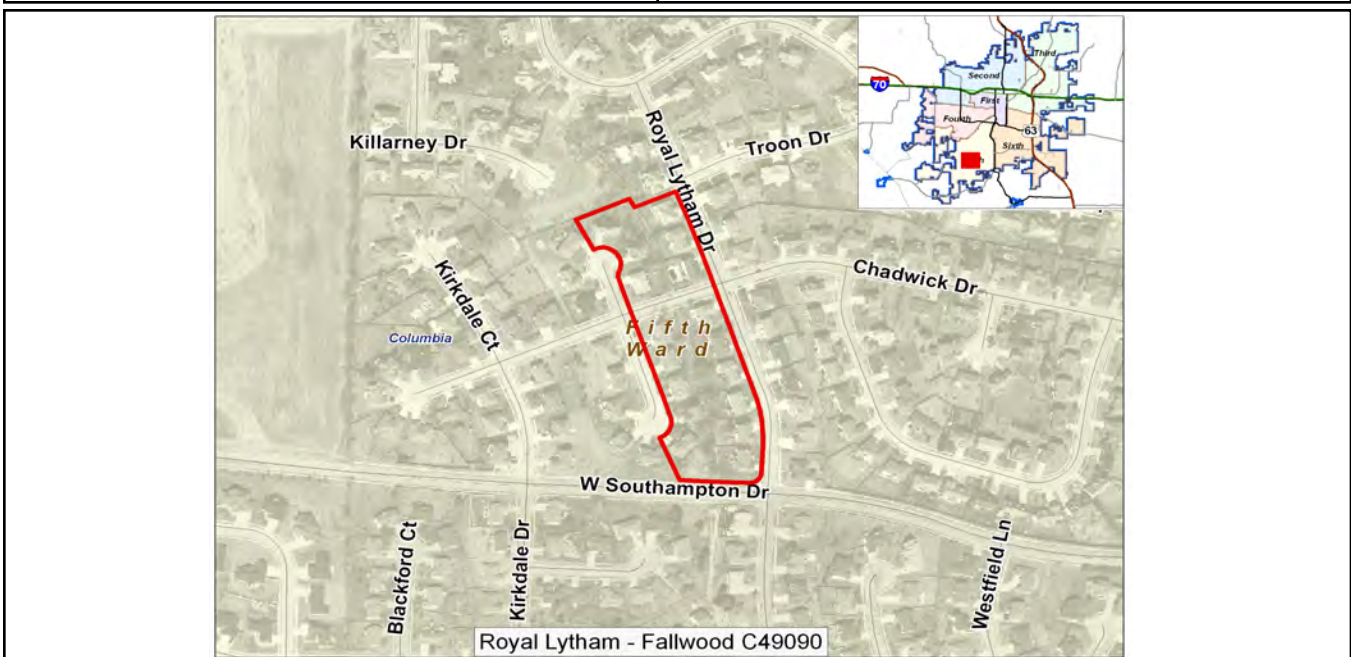 Third
Second
70
First
Fourth
63
Sixth
Killarney Dr
Royal Lytham Dr
Troon Dr
Kirkdale Ct
Chadwick Dr
Columbia
Fifth
Ward
W Southampton Dr
Blackford Ct
Kirkdale Dr
Westfield Ln
Royal Lytham - Fallwood C49090